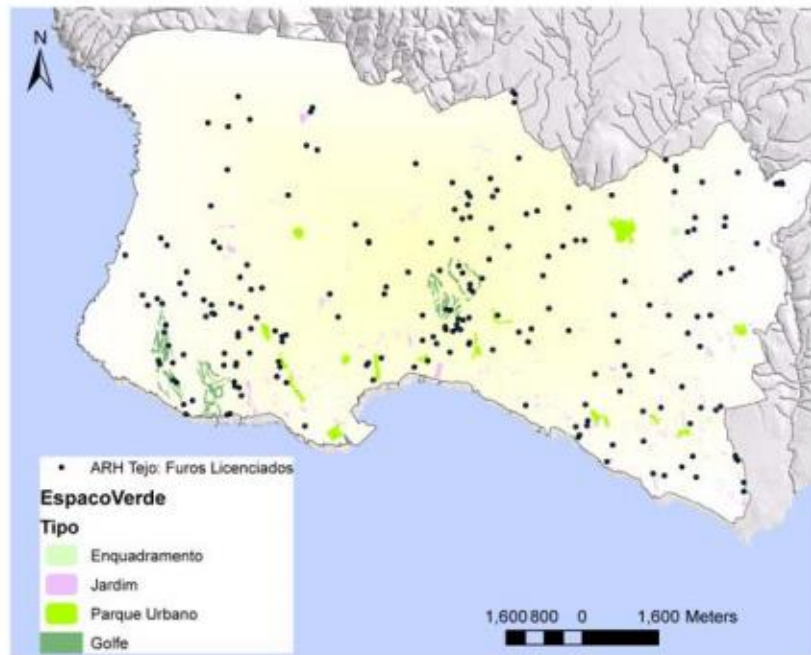 N
ARH Tejo: Furos Licenciados
EspacoVerde
Tipo
Enquadramento
Jardim
Parque Urbano
Golfe
1,600 800 0 1,600 Meters